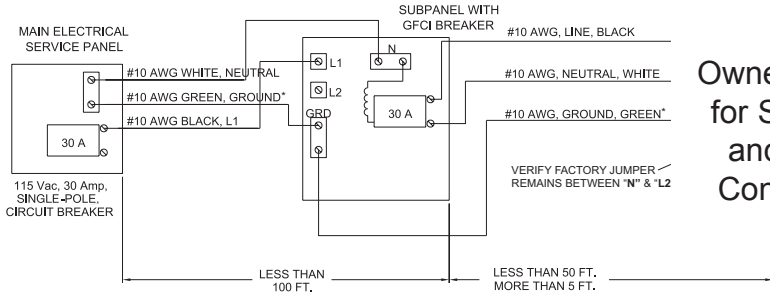 SUBPANEL WITH
GFCI BREAKER
MAIN ELECTRICAL
SERVICE PANEL
#10 AWG, LINE, BLACK
N
L1
#10 AWG WHITE, NEUTRAL
#10 AWG, NEUTRAL, WHITE
L2
#10 AWG GREEN, GROUND*
GRD
30 A
#10 AWG, GROUND, GREEN*
#10 AWG BLACK, L1
30 A
VERIFY FACTORY JUMPER
REMAINS BETWEEN "N" & "L2
115 Vac, 30 Amp,
SINGLE-POLE,
CIRCUIT BREAKER
LESS THAN
100 FT.
LESS THAN 50 FT.
MORE THAN 5 FT.
for
and